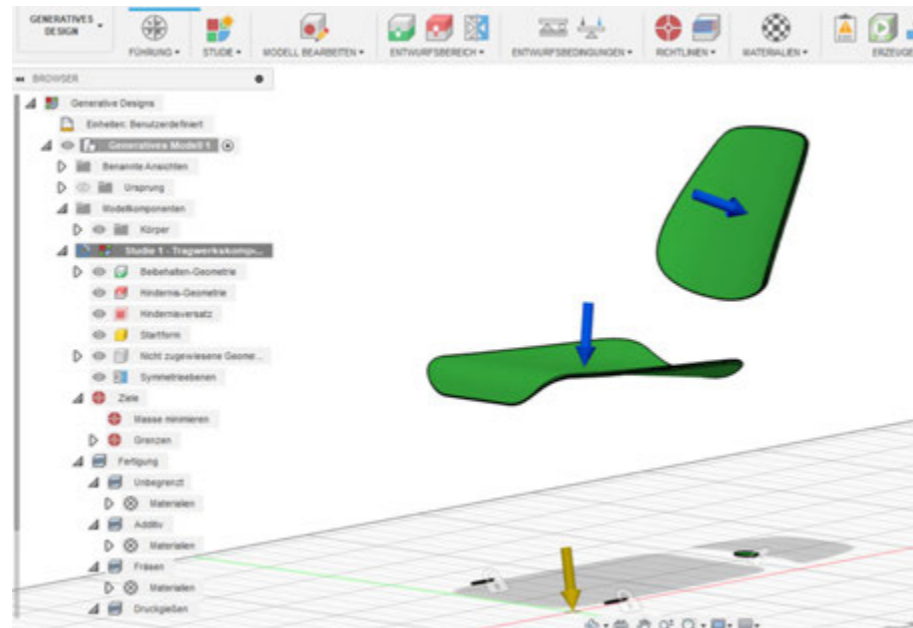 GENERATIVES
DESIGN
FÜHRUNG
STUDIE
MODELL BEARBEITEN
ENTWURFSBEREICH
ENTWURFSBEDINGUNGEN
RICHTLINIEN
MATERIALIEN
ERZEUGE
BROWSER
Generative Designs
Einheiten: Benutzerdefiniert
Generatives Modell 1
Benannte Ansichten
Ursprung
Modellkomponenten
Körper
Studie 1 - Tragwerkskomp...
Beibehalten-Geometrie
Hindernis-Geometrie
Hindernisversatz
Startform
Nicht zugewiesene Geome...
Symmetrieebenen
Ziele
Masse minimieren
Grenzen
Fertigung
Unbegrenzt
Materialien
Additiv
Materialien
Fräsen
Materialien
Druckgießen